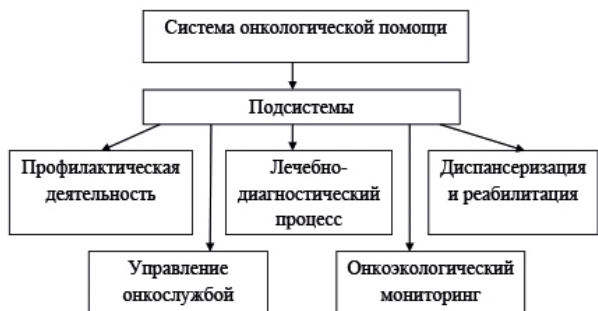 Система онкологической помощи
Подсистемы
Профилактическая
деятельность
Лечебно-
диагностический
процесс
Диспансеризация
и реабилитация
Управление
онкослужбой
Онкоэкологический
мониторинг